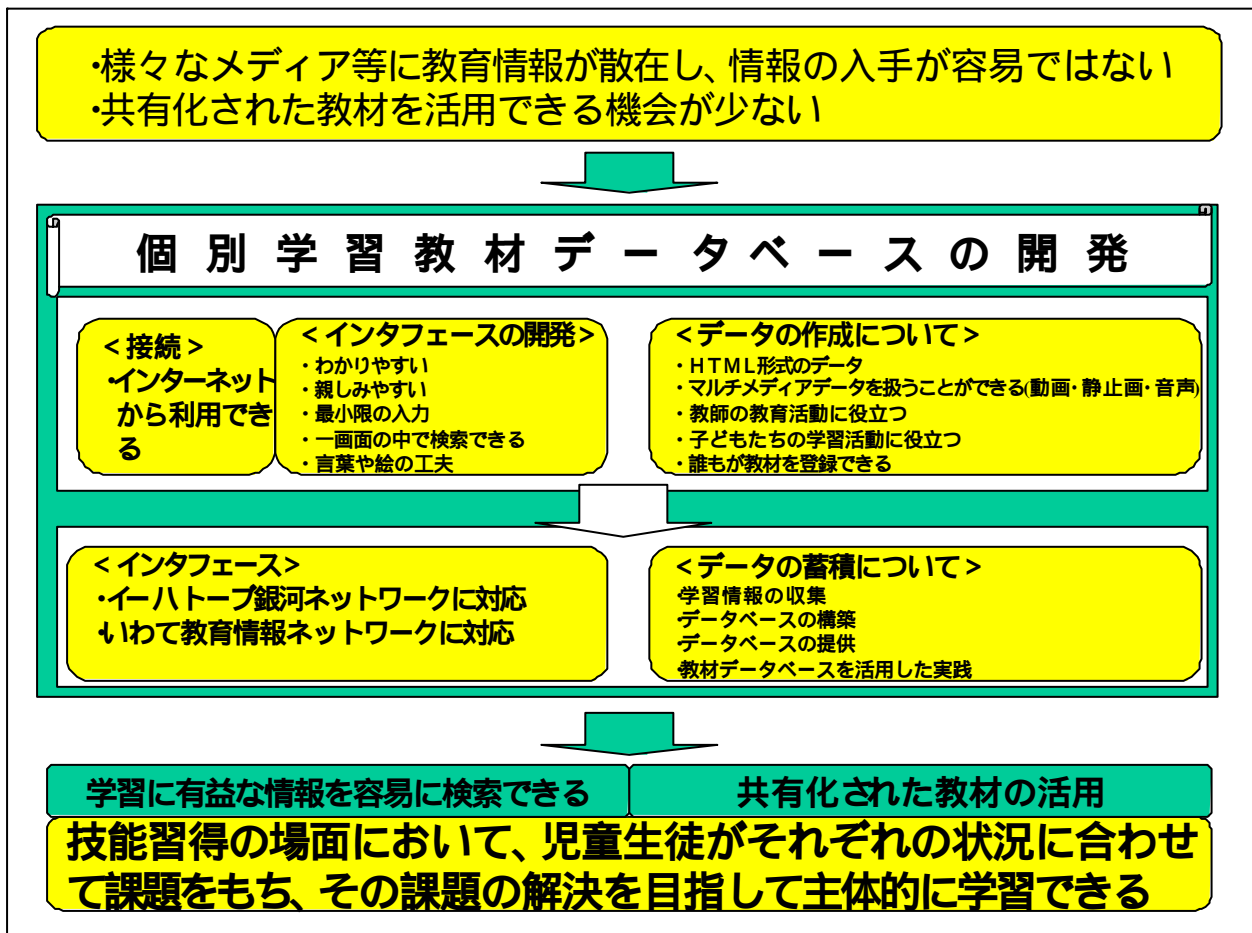 ・様々なメディア等に教育情報が散在し、情報の入手が容易ではない
・共有化された教材を活用できる機会が少ない
個別学習教材データベースの開発
<接続>
・インターネット
から利用でき
る
<インタフェースの開発>
・わかりやすい
・親しみやすい
・最小限の入力
・一画面の中で検索できる
・言葉や絵の工夫
<データの作成について>
・HTML形式のデータ
・マルチメディアデータを扱うことができる(動画・静止画・音声)
・教師の教育活動に役立つ
・子どもたちの学習活動に役立つ
・誰もが教材を登録できる
<インタフェース>
・イーハトーブ銀河ネットワークに対応
・いわて教育情報ネットワークに対応
<データの蓄積について>
・学習情報の収集
・データベースの構築
・データベースの提供
・教材データベースを活用した実践
学習に有益な情報を容易に検索できる
共有化された教材の活用
技能習得の場面において、児童生徒がそれぞれの状況に合わせ
て課題をもち、その課題の解決を目指して主体的に学習できる